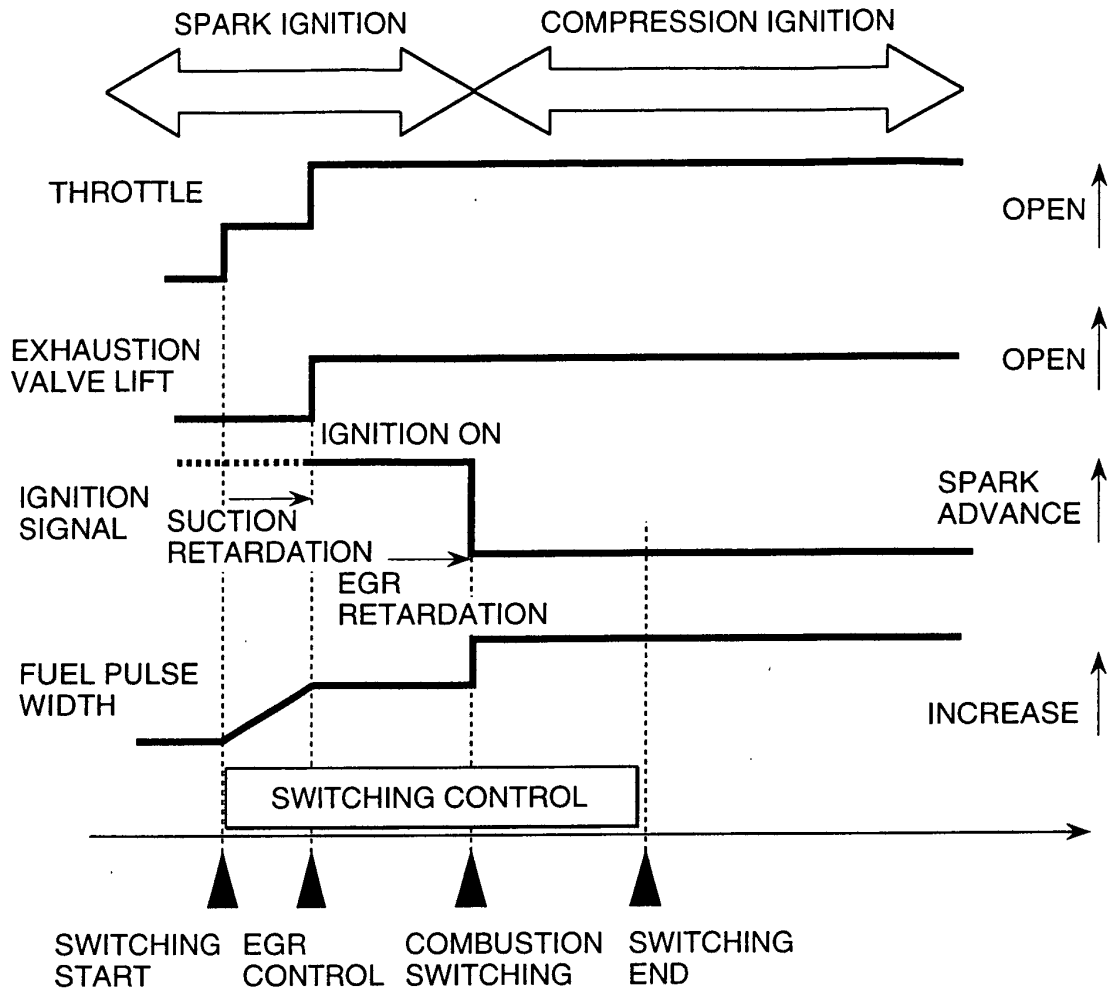 SPARK IGNITION
COMPRESSION IGNITION
THROTTLE
OPEN
EXHAUSTION
VALVE LIFT
OPEN
IGNITION ON
IGNITION
SIGNAL
SUCTION
RETARDATION
SPARK
ADVANCE
EGR
RETARDATION
FUEL PULSE
WIDTH
INCREASE
SWITCHING CONTROL
SWITCHING
START
EGR
CONTROL
COMBUSTION
SWITCHING
SWITCHING
END